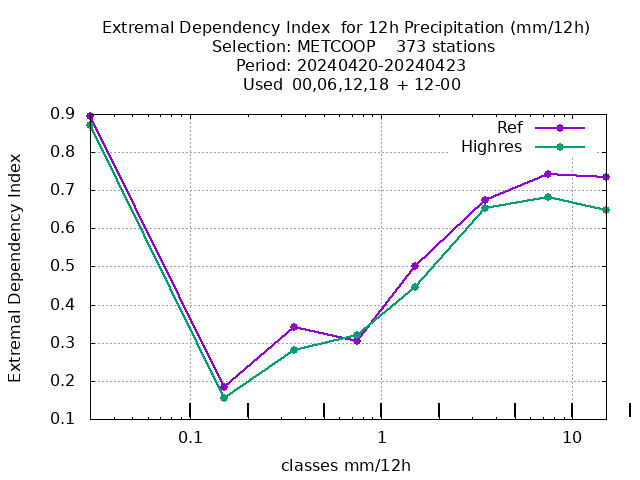 Extremal Dependency Index  for 12h Precipitation (mm/12h)
Selection: METCOOP    373 stations
Period: 20240420-20240423
Used  00,06,12,18  + 12-00
Ref
Highres
0.9
0.8
0.7
0.6
0.5
0.4
0.3
0.2
0.1
Extremal Dependency Index
0.1 1 10
classes mm/12h